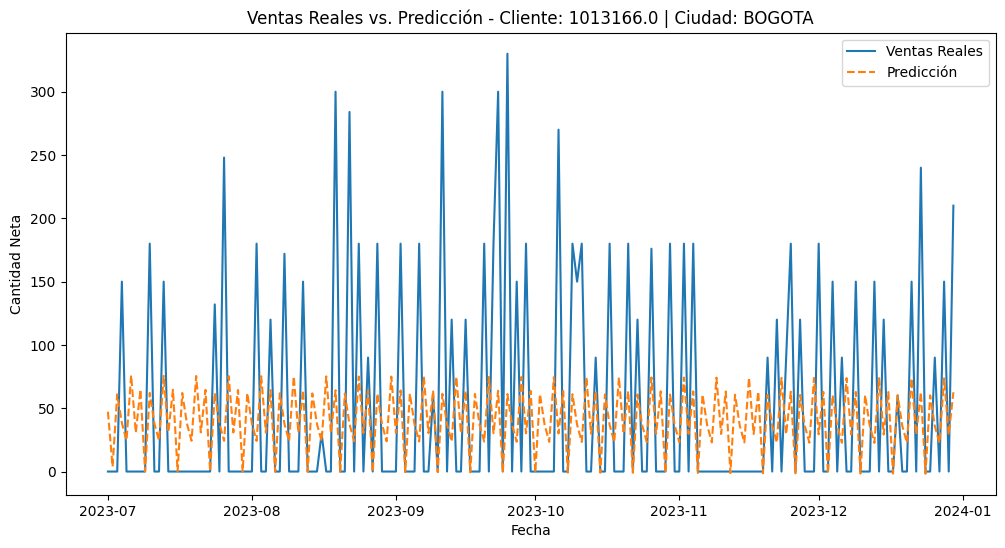 Ventas Reales vs. Predicción - Cliente: 1013166.0 | Ciudad: BOGOTA
Ventas Reales
Predicción
Cantidad Neta
300
250
200
150
100
50
0
2023-07
2023-08
2023-09
2023-10
2023-11
2023-12
2024-01
Fecha